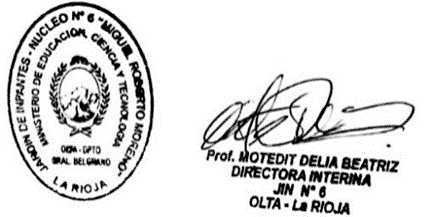 JARDIN DE INFANTES - NUCLEO Nº 6 "MIGUEL ROBERTO MORENO"
MINISTERIO DE EDUCACION, CIENCIA Y TECNOLOGIA
OLTA - DPTO
GRAL. BELGRANO
LA RIOJA
Prof. MOTEDIT DELIA BEATRIZ
DIRECTORA INTERINA
JIN Nº 6
OLTA - La RIOJA